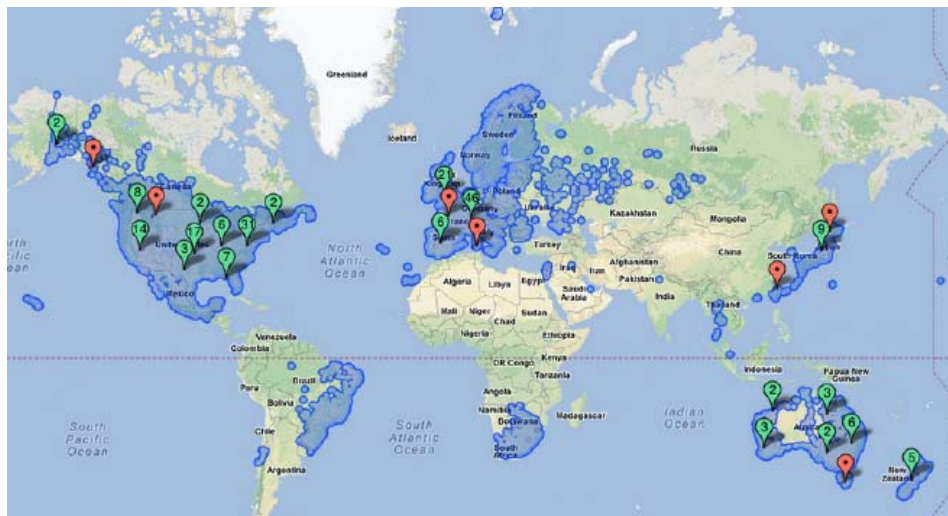 Greenland
2
Finland
Iceland
Sweden
Russia
Norway
Canada
8
2
2
21
46
Poland
Ukraine
Kazakhstan
Mongolia
14
17
6
31
6
9
3
7
North
Atlantic
Ocean
Turkey
China
South Korea
Afghanistan
Iraq
Iran
Pakistan
Algeria
Libya
Egypt
Saudi
Arabia
India
Mexico
Mali
Niger
Chad
Sudan
Thailand
Nigeria
Ethiopia
Venezuela
Colombia
DR Congo
Kenya
Tanzania
Indonesia
Papua New
Guinea
Peru
Brazil
Bolivia
Angola
Namibia
Botswana
Madagascar
2
3
3
2
6
5
South
Pacific
Ocean
Chile
South
Atlantic
Ocean
Indian
Ocean
South
Africa
Argentina
New
Zealand